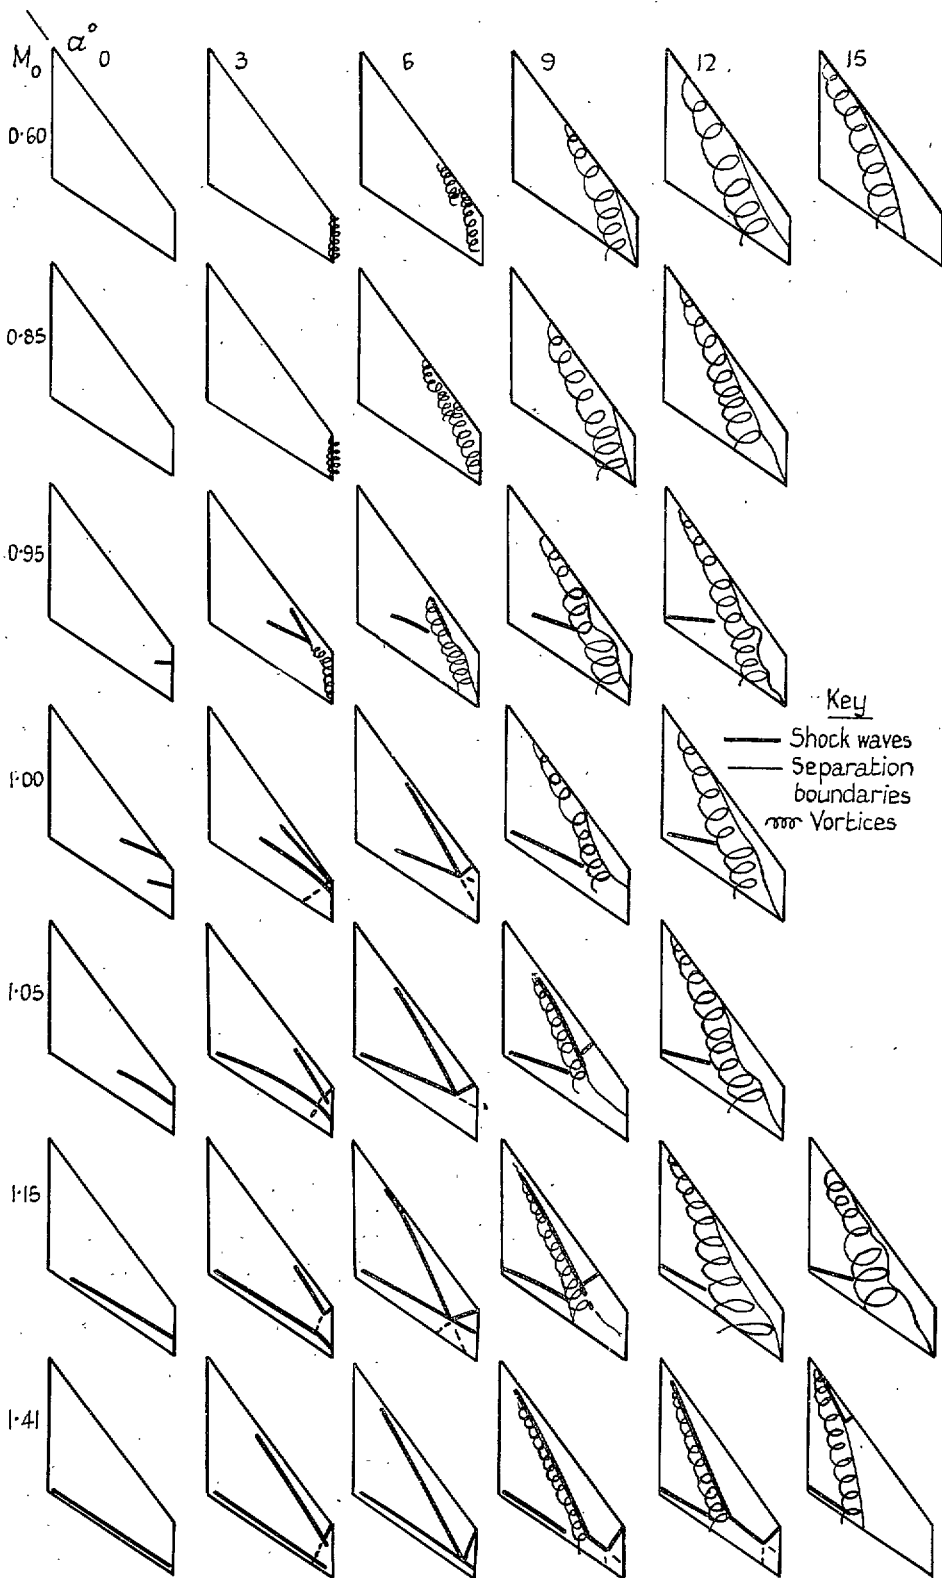 α° 0 3 6 9 12 15
M₀
0·60
0·85
0·95
Key
Shock waves
Separation
boundaries
Vortices
1·00
1·05
1·15
1·41